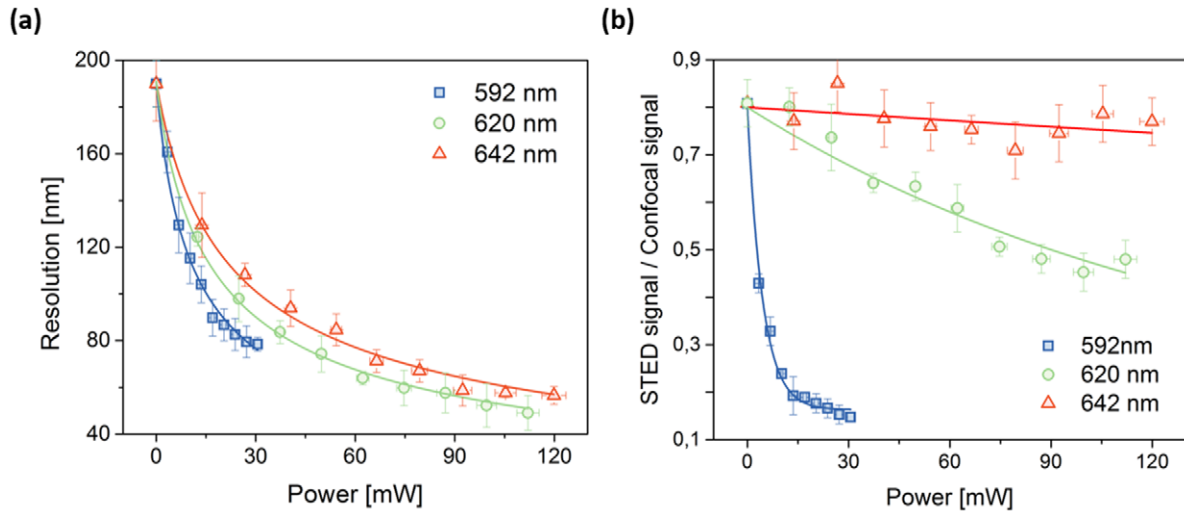 (a)
200
160
120
80
40
Resolution [nm]
592 nm
620 nm
642 nm
0
30
60
90
120
Power [mW]
(b)
0,9
0,7
0,5
0,3
0,1
STED signal / Confocal signal
592nm
620 nm
642 nm
0
30
60
90
120
Power [mW]